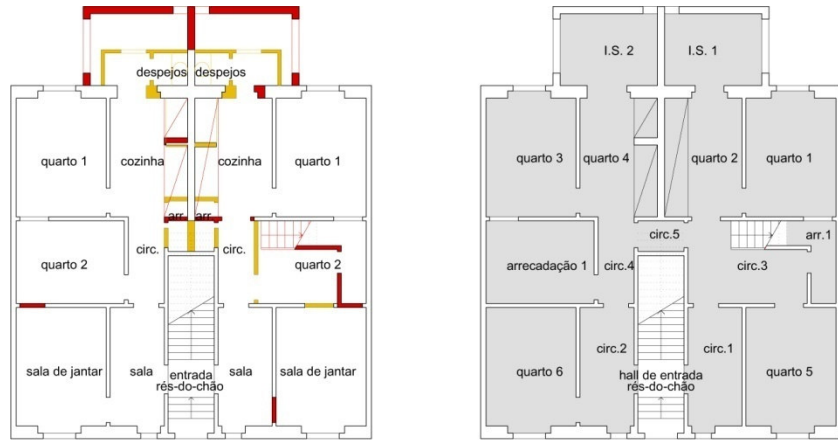 despejos despejos
quarto 1 cozinha cozinha quarto 1
arr. arr.
circ. circ.
quarto 2 quarto 2
sala de jantar sala entrada sala sala de jantar
rés-do-chão
I.S. 2 I.S. 1
quarto 3 quarto 4 quarto 2 quarto 1
circ.5 arr.1
arrecadação 1 circ.4 circ.3
circ.2 circ.1
quarto 6 hall de entrada quarto 5
rés-do-chão